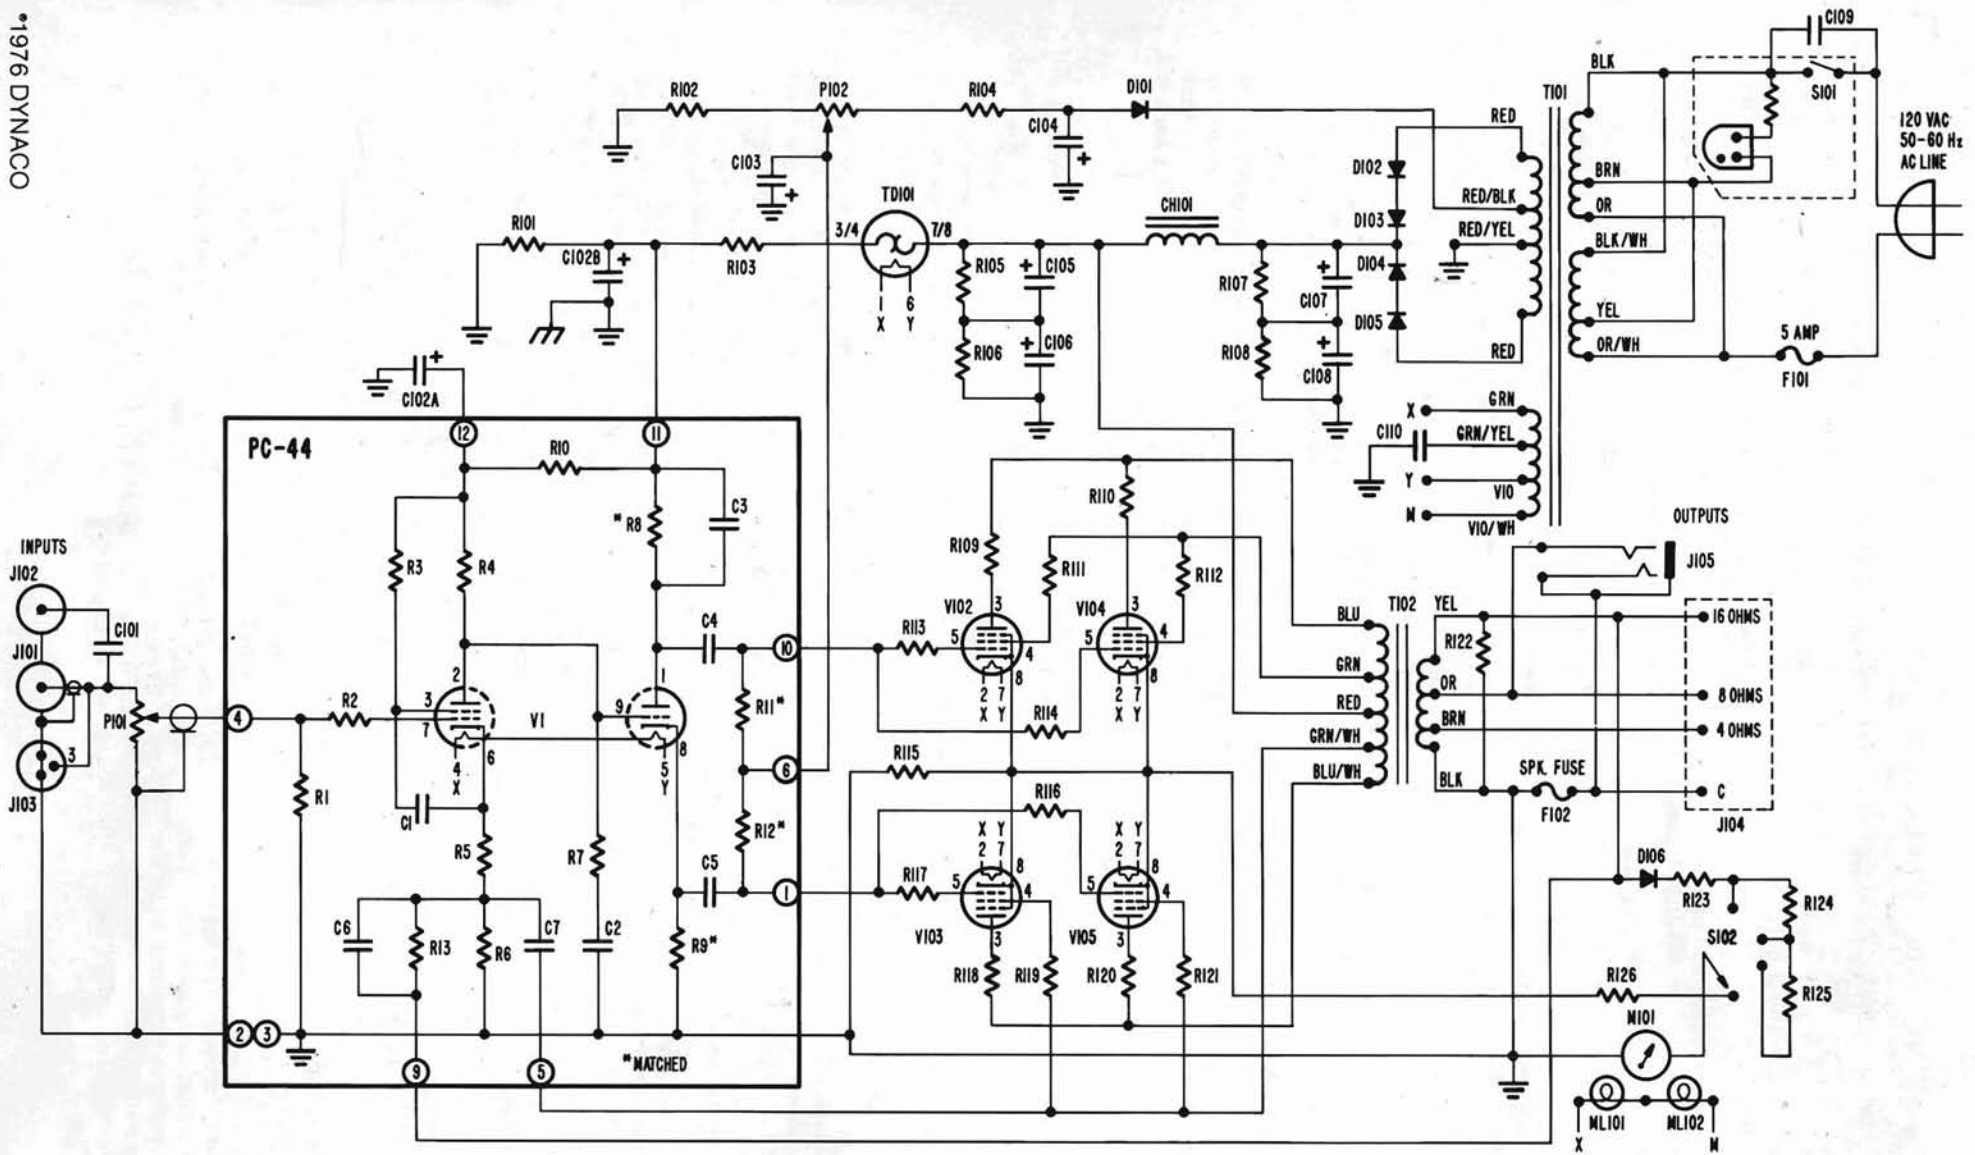 ©1976 DYNACO
C109
BLK
S101
T101
120 VAC
50-60 Hz
AC LINE
R102
P102
R104
D101
C104
+
C103
+
RED
D102
RED/BLK
BRN
OR
TD101
CH101
D103
RED/YEL
BLK/WH
R101
3/4
7/8
C102B
+
R103
R105
+
C105
R107
+
C107
D104
1
6
X
Y
YEL
D105
5 AMP
R106
+
C106
R108
+
C108
RED
OR/WH
F101
C102A
+
X
GRN
C110
GRN/YEL
Y
VIO
M
VIO/WH
PC-44
12
11
R10
*R8
C3
R110
OUTPUTS
INPUTS
J102
R3
R4
R109
R111
R112
J105
C101
C4
10
R113
V102
3
5
4
8
2 7
X Y
V104
3
5
4
8
2 7
X Y
BLU
T102
YEL
R122
16 OHMS
J101
GRN
OR
8 OHMS
P101
4
R2
2
3
7
V1
4
X
6
1
9
8
5
Y
R11*
R114
RED
BRN
4 OHMS
GRN/WH
3
J103
R1
C1
6
R115
BLU/WH
BLK
SPK. FUSE
F102
C
J104
R5
R7
R12*
R116
X Y
2 7
8
X Y
2 7
8
C5
1
R117
5
4
V103
3
5
4
V105
3
D106
R123
R124
C6
R13
R6
C7
C2
R9*
R118
R119
R120
R121
S102
R126
R125
2
3
*MATCHED
M101
9
5
ML101
ML102
X
M